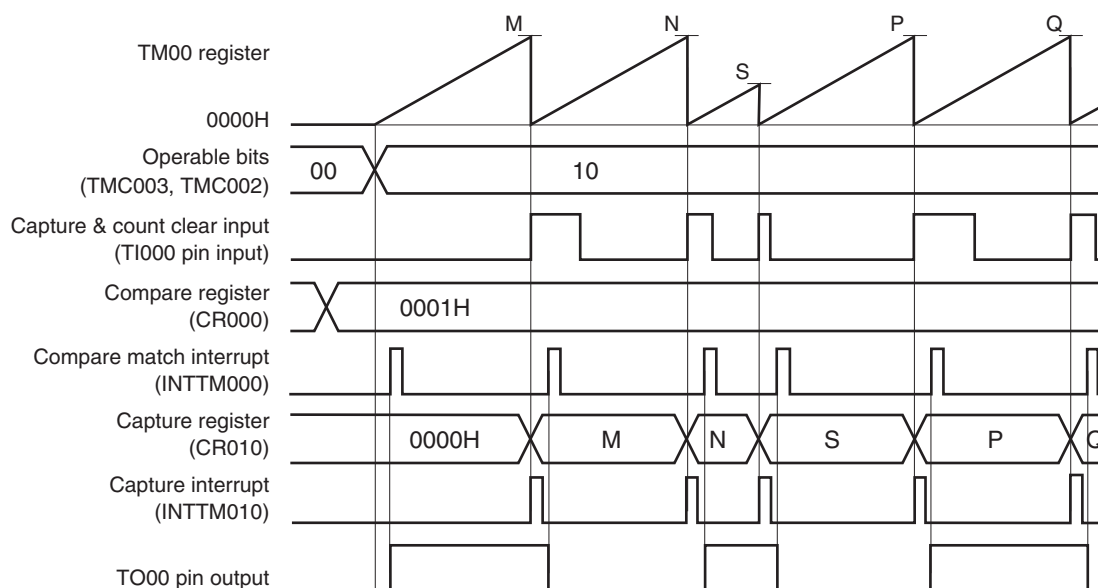 M N S P Q
TM00 register
0000H
Operable bits
(TMC003, TMC002)
00 10
Capture & count clear input
(TI000 pin input)
Compare register
(CR000)
0001H
Compare match interrupt
(INTTM000)
Capture register
(CR010)
0000H M N S P Q
Capture interrupt
(INTTM010)
TO00 pin output